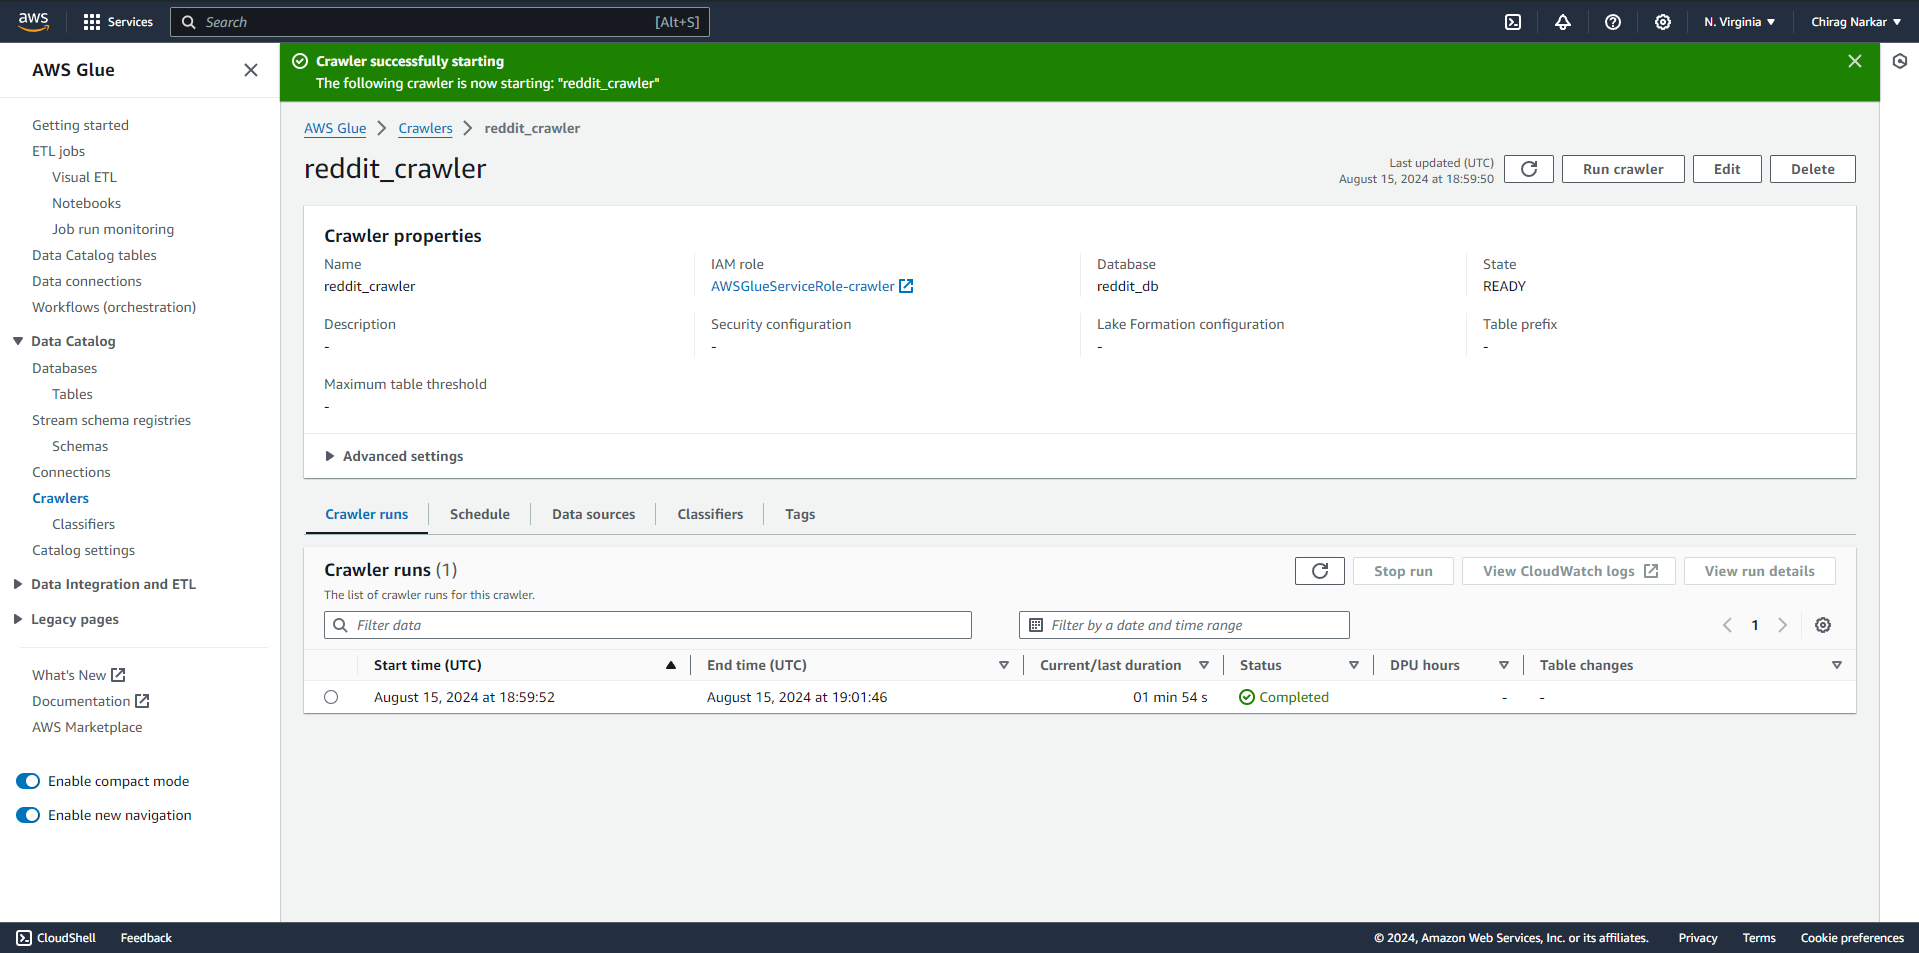 aws
Services
Search
[Alt+S]
N. Virginia
Chirag Narkar
AWS Glue
Getting started
ETL jobs
Visual ETL
Notebooks
Job run monitoring
Data Catalog tables
Data connections
Workflows (orchestration)
Data Catalog
Databases
Tables
Stream schema registries
Schemas
Connections
Crawlers
Classifiers
Catalog settings
Data Integration and ETL
Legacy pages
What's New
Documentation
AWS Marketplace
Enable compact mode
Enable new navigation
Crawler successfully starting
The following crawler is now starting: "reddit_crawler"
AWS Glue > Crawlers > reddit_crawler
reddit_crawler
Last updated (UTC)
August 15, 2024 at 18:59:50
Run crawler
Edit
Delete
Crawler properties
Name
reddit_crawler
IAM role
AWSGlueServiceRole-crawler
Database
reddit_db
State
READY
Description
-
Security configuration
-
Lake Formation configuration
-
Table prefix
-
Maximum table threshold
-
Advanced settings
Crawler runs
Schedule
Data sources
Classifiers
Tags
Crawler runs (1)
The list of crawler runs for this crawler.
Stop run
View CloudWatch logs
View run details
Filter data
Filter by a date and time range
1
Start time (UTC) End time (UTC) Current/last duration Status DPU hours Table changes
August 15, 2024 at 18:59:52 August 15, 2024 at 19:01:46 01 min 54 s Completed - -
CloudShell
Feedback
© 2024, Amazon Web Services, Inc. or its affiliates.
Privacy
Terms
Cookie preferences